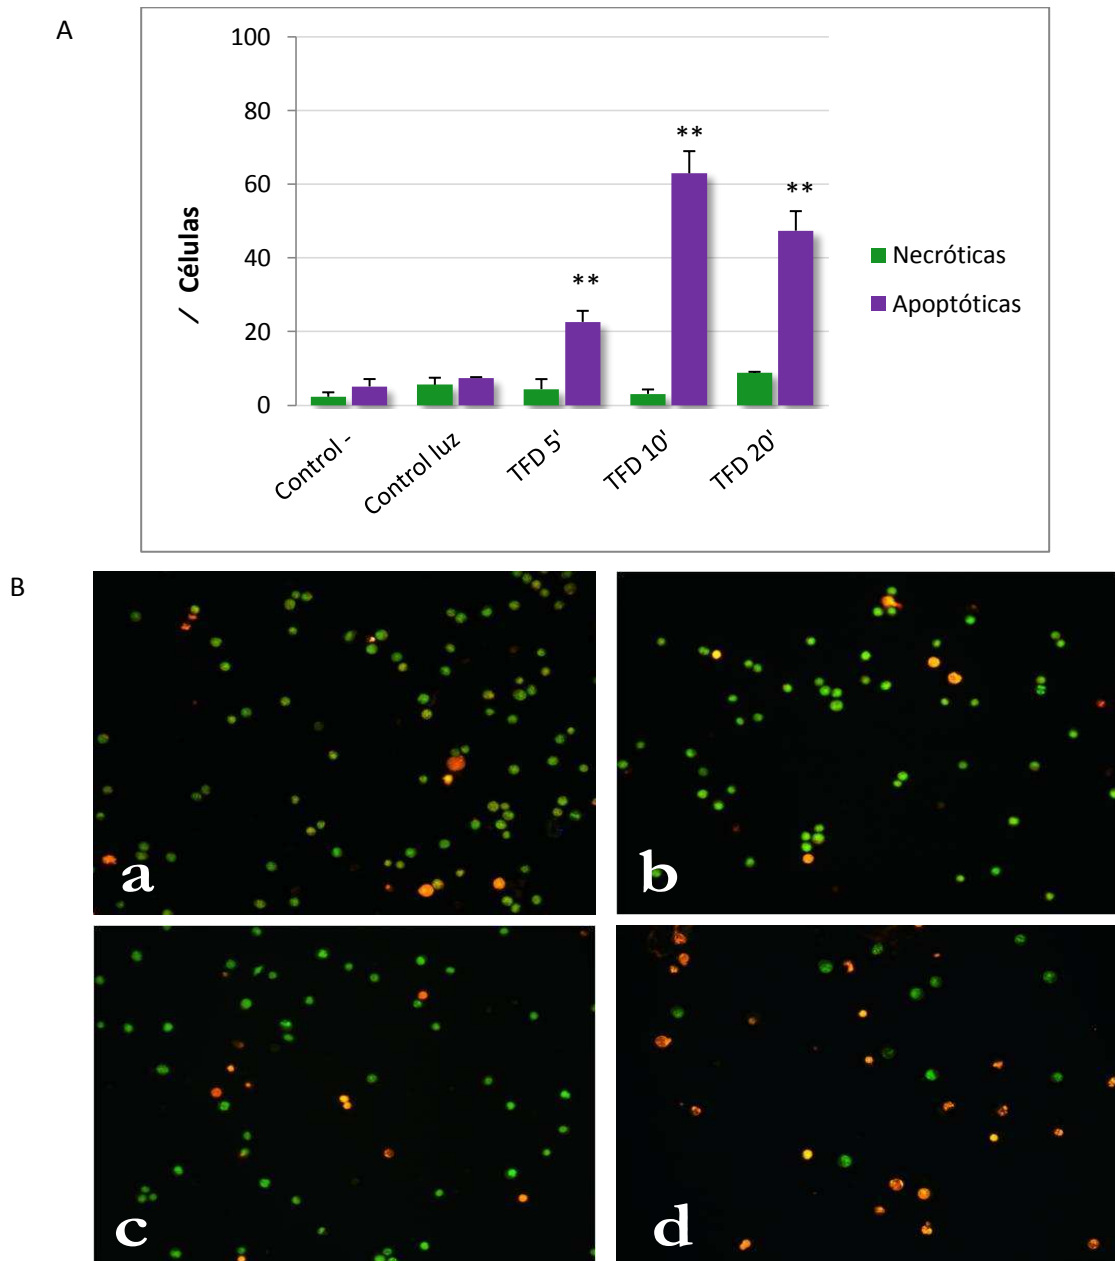 A
100
80
60
40
20
0
/ Células
**
**
**
Necróticas
Apoptóticas
Control -
Control luz
TFD 5'
TFD 10'
TFD 20'
B
a
b
c
d